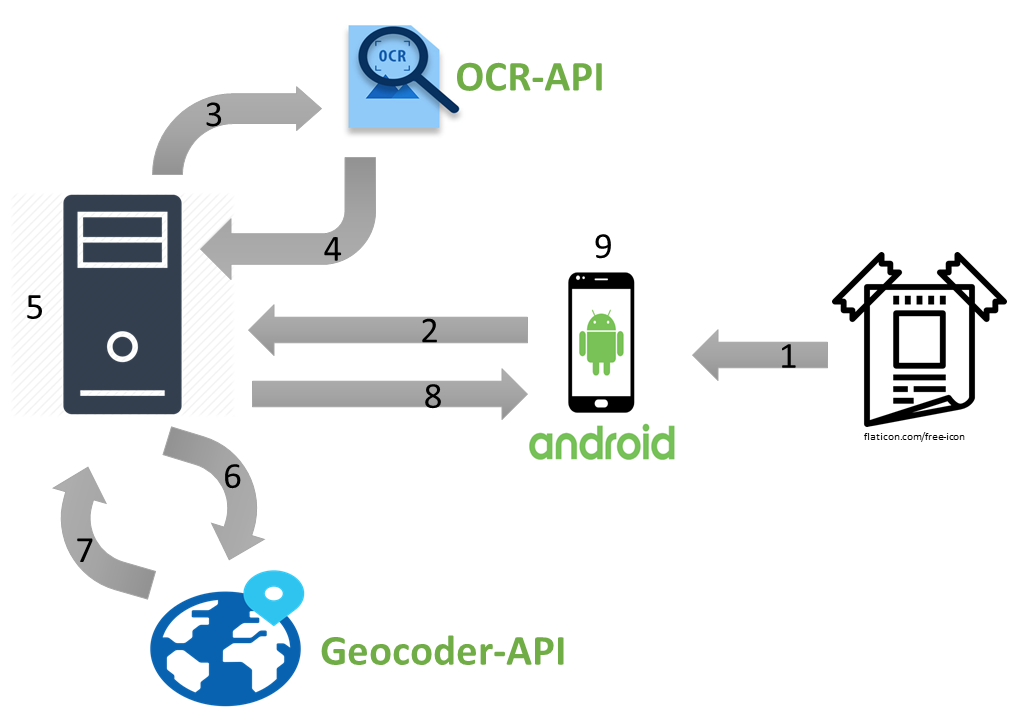 OCR
OCR-API
3
4
9
5
2
1
8
flaticon.com/free-icon
android
6
7
Geocoder-API